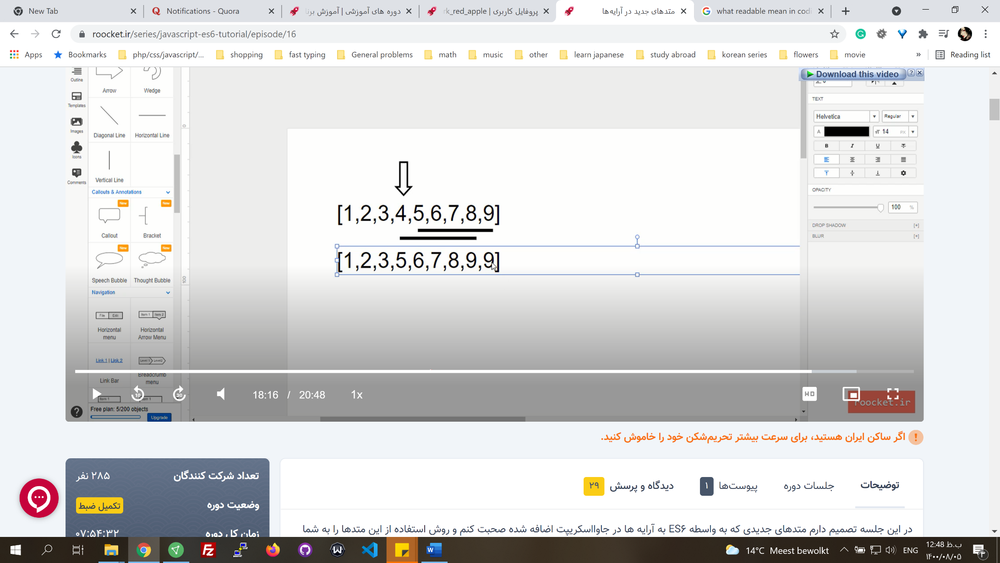 New Tab
Notifications - Quora
دوره های آموزشی | آموزش برنا
پروفایل کاربری | rk_red_apple
متدهای جدید در آرایه‌ها
what readable mean in codi
roocket.ir/series/javascript-es6-tutorial/episode/16
Apps
Bookmarks
php/css/javascript/...
shopping
fast typing
General problems
math
music
other
learn japanese
study abroad
korean series
flowers
movie
»
Reading list
Download this video
Outline
Arrow
Wedge
Templates
TEXT
Helvetica
Regular
Images
Diagonal Line
Horizontal Line
A
14
PX
B I U
Icons
Vertical Line
Comments
Callouts & Annotations
OPACITY
100 %
New
New
[1,2,3,4,5,6,7,8,9]
DROP SHADOW [+]
BLUR [+]
Callout
Bracket
New
New
[1,2,3,5,6,7,8,9,9]
Speech Bubble
Thought Bubble
0
100
Navigation
File Edit
Item 1 Item 2
Horizontal menu
Horizontal Arrow Menu
Link 1 | Link 2
Level 1 Level2
Link Bar
Breadcrumb menu
10
30
18:16 / 20:48
1x
HD
Item 1
Item 1
roocket.ir
Free plan: 5/200 objects
Upgrade
اگر ساکن ایران هستید، برای سرعت بیشتر تحریم‌شکن خود را خاموش کنید.
تعداد شرکت کنندگان
۲۸۵ نفر
وضعیت دوره
تکمیل ضبط
زمان کل دوره
۰۷:۵۴:۳۲
توضیحات
جلسات دوره
پیوست‌ها ۱
دیدگاه و پرسش ۲۹
در این جلسه تصمیم دارم متدهای جدیدی که به واسطه ES۶ به آرایه ها در جاوااسکریپت اضافه شده صحبت کنم و روش استفاده از این متدها را به شما
14°C Meest bewolkt
ENG
12:48 ب.ظ
۱۴۰۰/۰۸/۰۵
۳